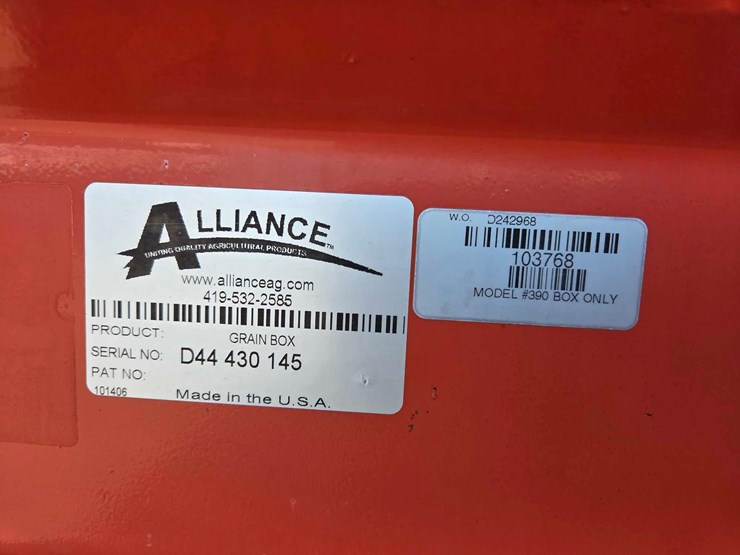 ALLIANCE™
UNITING QUALITY AGRICULTURAL PRODUCTS
www.allianceag.com
419-532-2585
PRODUCT: GRAIN BOX
SERIAL NO: D44 430 145
PAT NO:
101406 Made in the U.S.A.
W.O. D242968
103768
MODEL #390 BOX ONLY